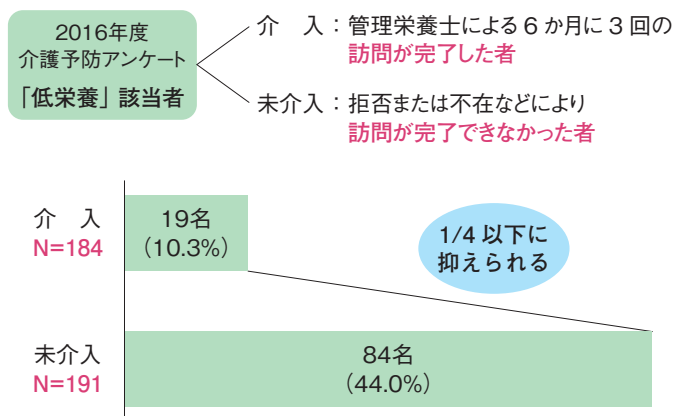 2016年度
介護予防アンケート
「低栄養」該当者
介　入：管理栄養士による6か月に3回の
訪問が完了した者
未介入：拒否または不在などにより
訪問が完了できなかった者
介　入
N=184
19名
（10.3%）
1/4以下に
抑えられる
未介入
N=191
84名
（44.0%）